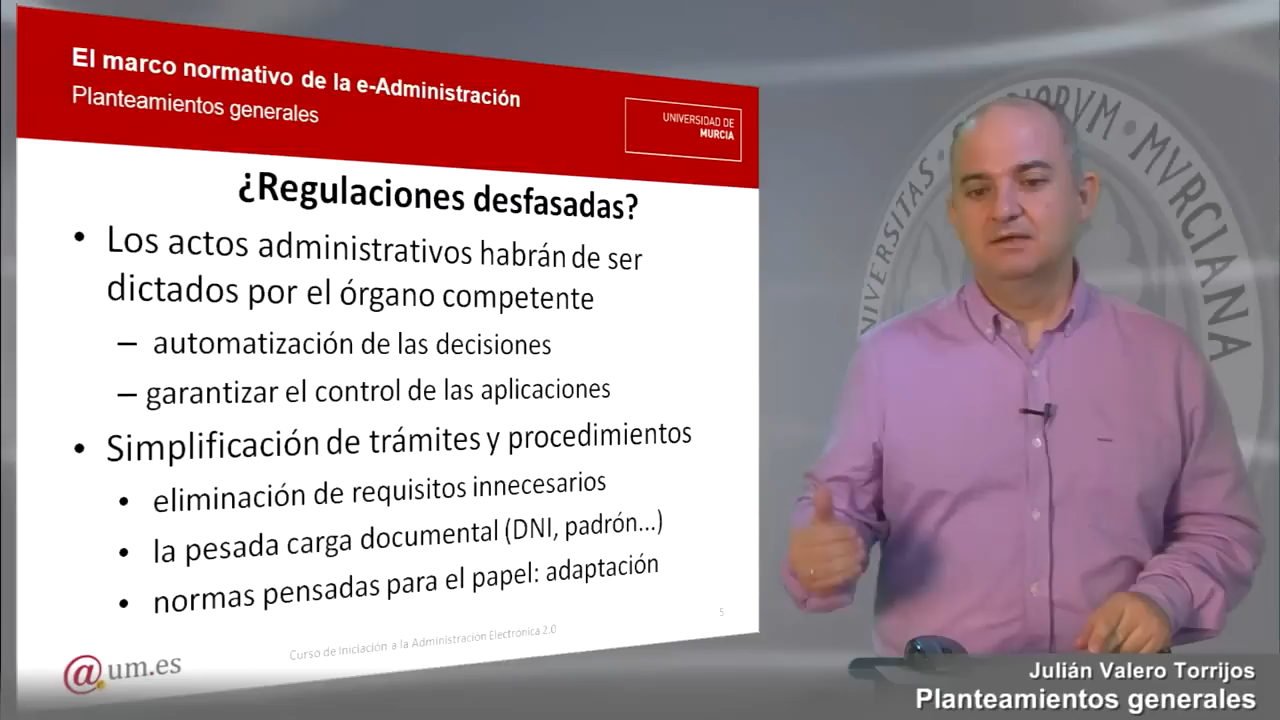 El marco normativo de la e-Administración
Planteamientos generales
UNIVERSIDAD DE
MURCIA
¿Regulaciones desfasadas?
• Los actos administrativos habrán de ser
dictados por el órgano competente
– automatización de las decisiones
– garantizar el control de las aplicaciones
• Simplificación de trámites y procedimientos
• eliminación de requisitos innecesarios
• la pesada carga documental (DNI, padrón...)
• normas pensadas para el papel: adaptación
5
Curso de Iniciación a la Administración Electrónica 2.0
@um.es
VNIVERSITAS
MVRCIANA
Julián Valero Torrijos
Planteamientos generales